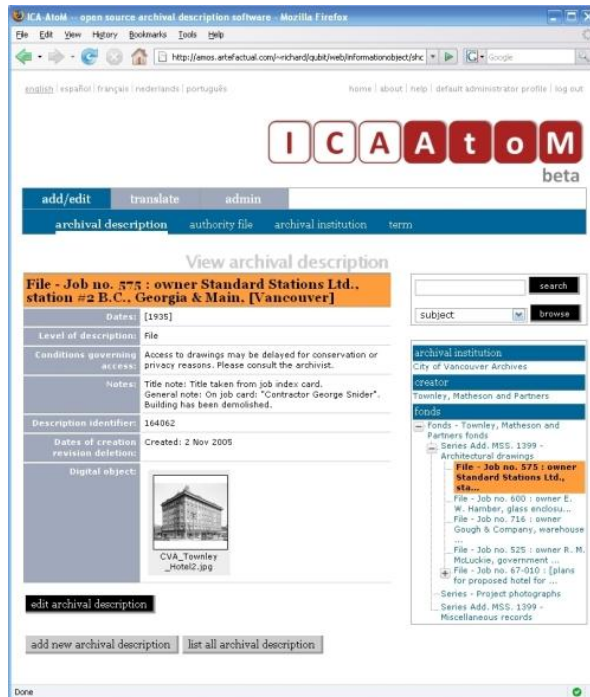 ICA-AtoM -- open source archival description software - Mozilla Firefox
File Edit View History Bookmarks Tools Help
http://amos.artefactual.com/~richard/qubit/web/informationobject/shc
Google
english | español | français | nederlands | português
home | about | help | default administrator profile | log out
ICAAtoM
beta
add/edit translate admin
archival description authority file archival institution term
View archival description
File - Job no. 575 : owner Standard Stations Ltd.,
station #2 B.C., Georgia & Main, [Vancouver]
Dates: [1935]
Level of description: File
Conditions governing access: Access to drawings may be delayed for conservation or
privacy reasons. Please consult the archivist.
Notes: Title note: Title taken from job index card.
General note: On job card: "Contractor George Snider".
Building has been demolished.
Description identifier: 164062
Dates of creation revision deletion: Created: 2 Nov 2005
Digital object:
CVA_Townley
_Hotel2.jpg
edit archival description
add new archival description list all archival description
search
subject browse
archival institution
City of Vancouver Archives
creator
Townley, Matheson and Partners
fonds
Fonds - Townley, Matheson and
Partners fonds
Series Add. MSS. 1399 -
Architectural drawings
File - Job no. 575 : owner
Standard Stations Ltd.,
sta...
File - Job no. 600 : owner E.
W. Hamber, glass enclosu...
File - Job no. 716 : owner
Gough & Company, warehouse
...
File - Job no. 525 : owner R. M.
McLuckie, government ...
File - Job no. 67-010 : [plans
for proposed hotel for ...
Series - Project photographs
Series Add. MSS. 1399 -
Miscellaneous records
Done